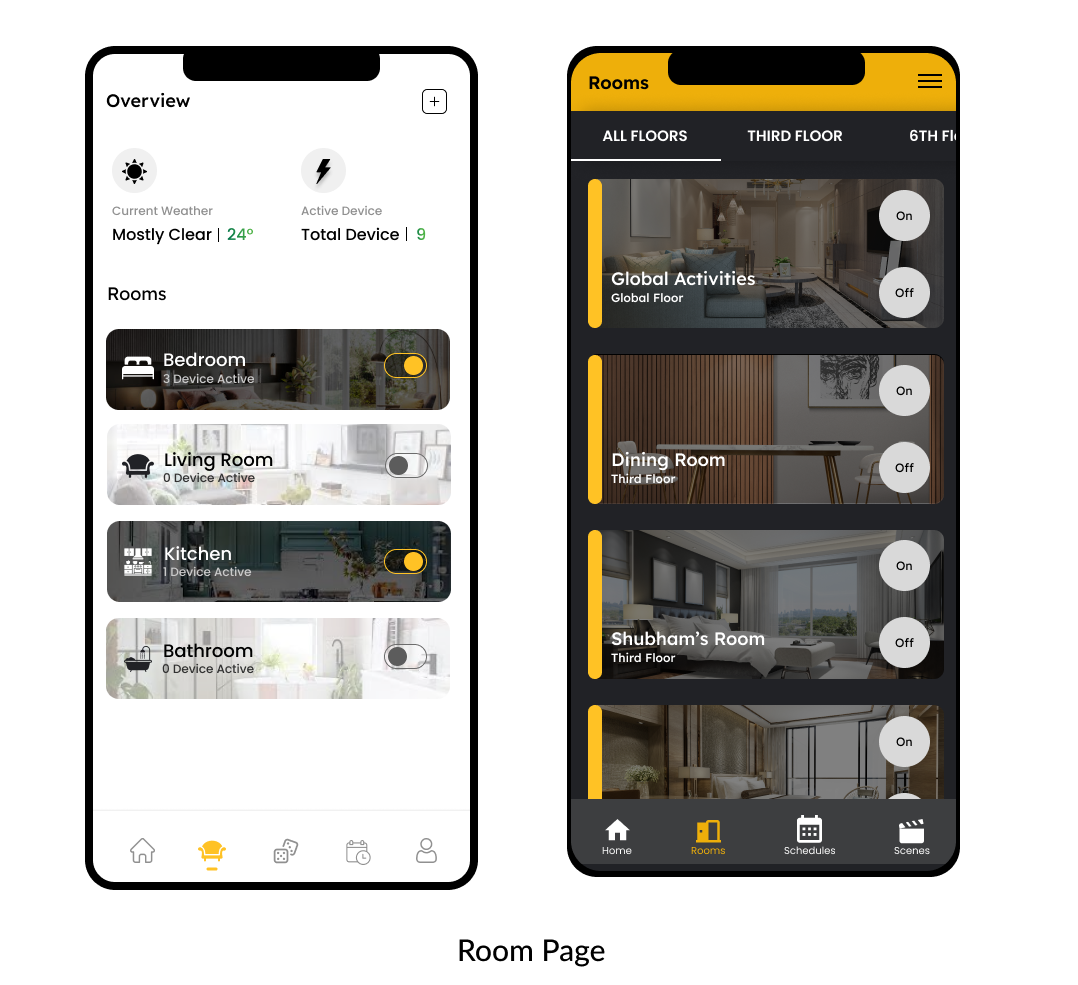 Overview
Current Weather
Mostly Clear | 24°
Active Device
Total Device | 9
Rooms
Bedroom
3 Device Active
Living Room
0 Device Active
Kitchen
1 Device Active
Bathroom
0 Device Active
Rooms
ALL FLOORS THIRD FLOOR 6TH
On
Global Activities
Global Floor
Off
On
Dining Room
Third Floor
Off
On
Shubham’s Room
Third Floor
Off
On
Home Rooms Schedules Scenes
Room Page